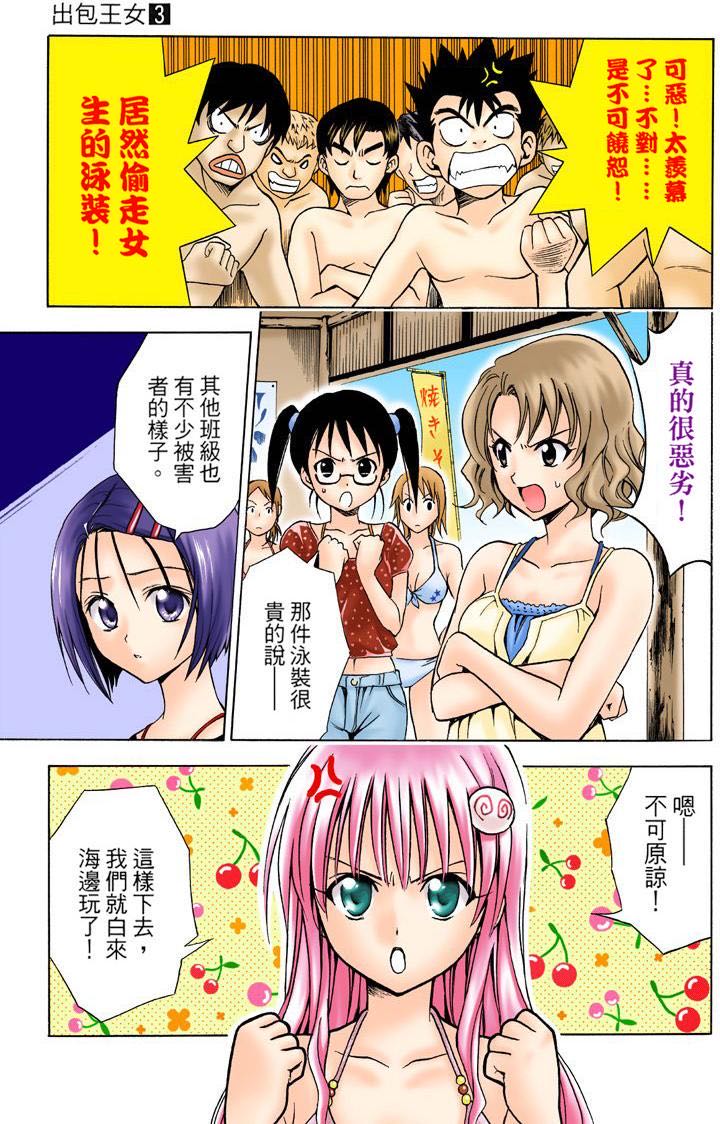 出包王女3
可惡！太羨慕
了…不對……
是不可饒恕！
居然偷走女
生的泳裝！
真的很惡劣！
焼きそ
那件泳裝很
貴的說──
其他班級也
有不少被害
者的樣子。
嗯──
不可原諒！
這樣下去，
我們就白來
海邊玩了！